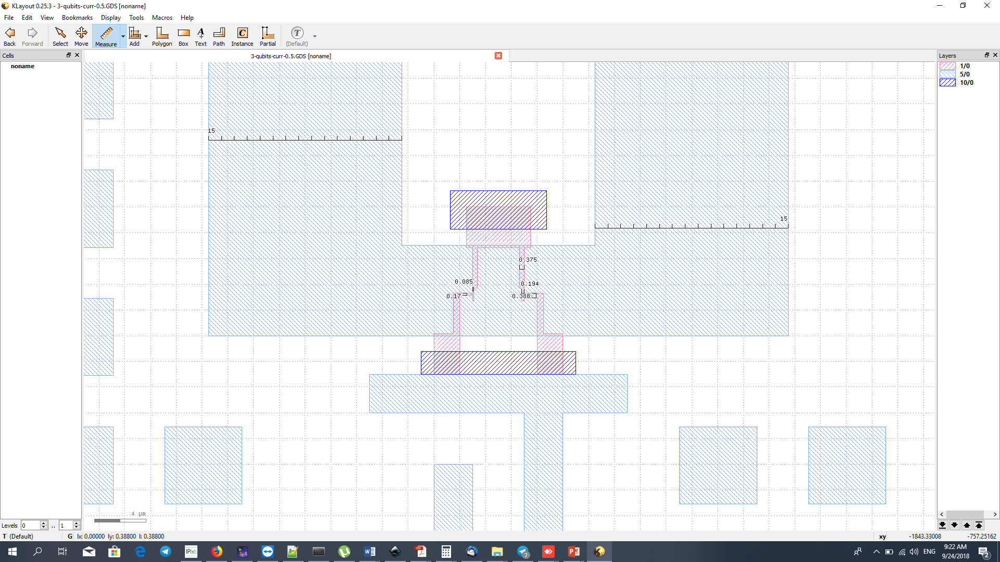 KLayout 0.25.3 - 3-qubits-curr-0.5.GDS [noname]
File Edit View Bookmarks Display Tools Macros Help
Back Forward Select Move Measure Add Polygon Box Text Path Instance Partial (Default)
Cells
3-qubits-curr-0.5.GDS [noname]
Layers
noname
1/0
5/0
10/0
15
15
0.375
0.085
0.194
0.17
0.388
4 µm
Levels 0 .. 1
T (Default) G lx: 0.00000 ly: 0.38800 l: 0.38800 xy -1843.33008 -757.25162
ENG
9:22 AM
9/24/2018
7
2